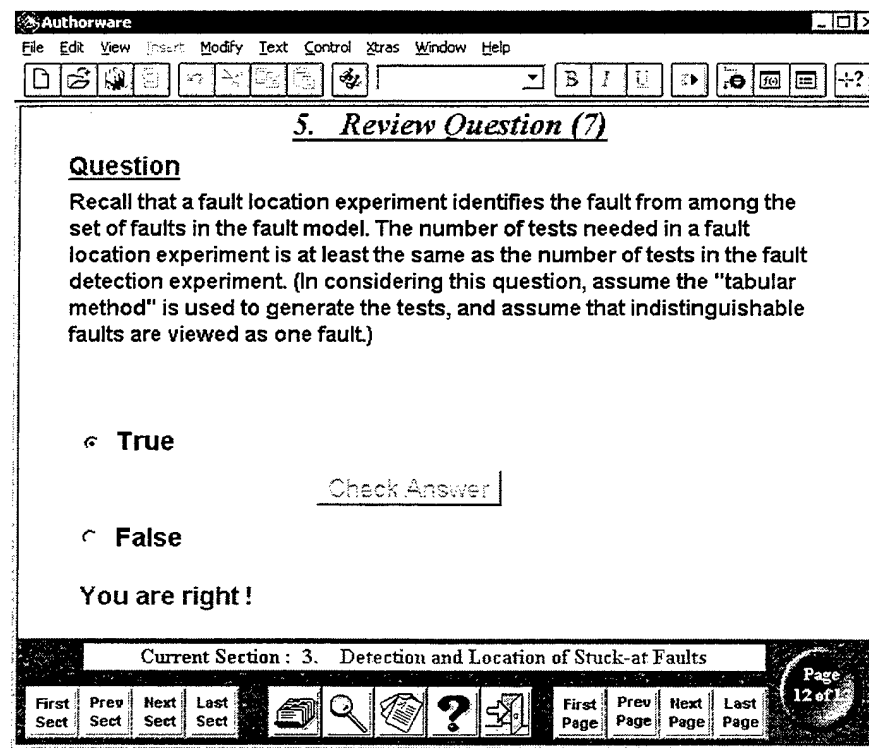 Authorware
File Edit View Insert Modify Text Control Xtras Window Help
B I U
5. Review Question (7)
Question
Recall that a fault location experiment identifies the fault from among the
set of faults in the fault model. The number of tests needed in a fault
location experiment is at least the same as the number of tests in the fault
detection experiment. (In considering this question, assume the "tabular
method" is used to generate the tests, and assume that indistinguishable
faults are viewed as one fault.)
True
Check Answer
False
You are right !
Current Section : 3. Detection and Location of Stuck-at Faults
Page
12 of
First Sect
Prev Sect
Next Sect
Last Sect
First Page
Prev Page
Next Page
Last Page